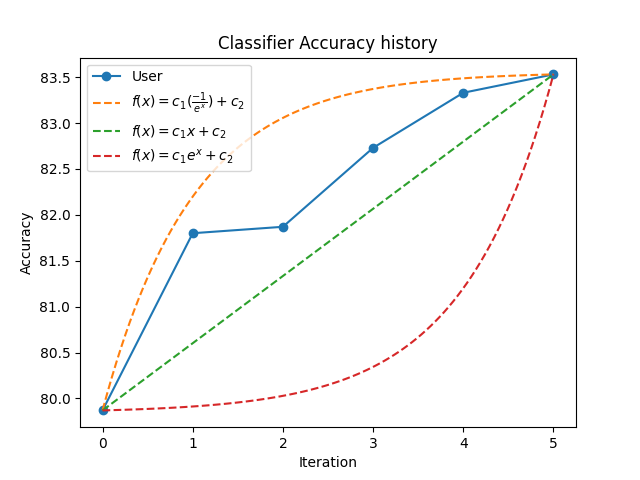 Classifier Accuracy history
User
f(x) = c₁(−1/eˣ) + c₂
f(x) = c₁x + c₂
f(x) = c₁eˣ + c₂
83.5
83.0
82.5
82.0
81.5
81.0
80.5
80.0
Accuracy
0 1 2 3 4 5
Iteration